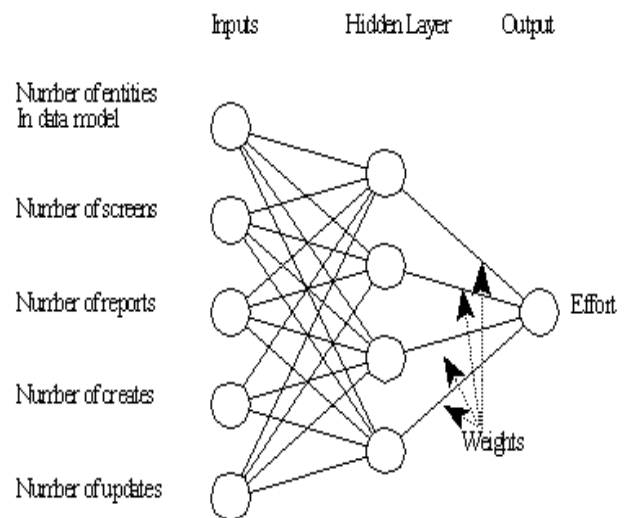 Inputs Hidden Layer Output
Number of entities
In data model
Number of screens
Number of reports
Effort
Number of creates
Weights
Number of updates